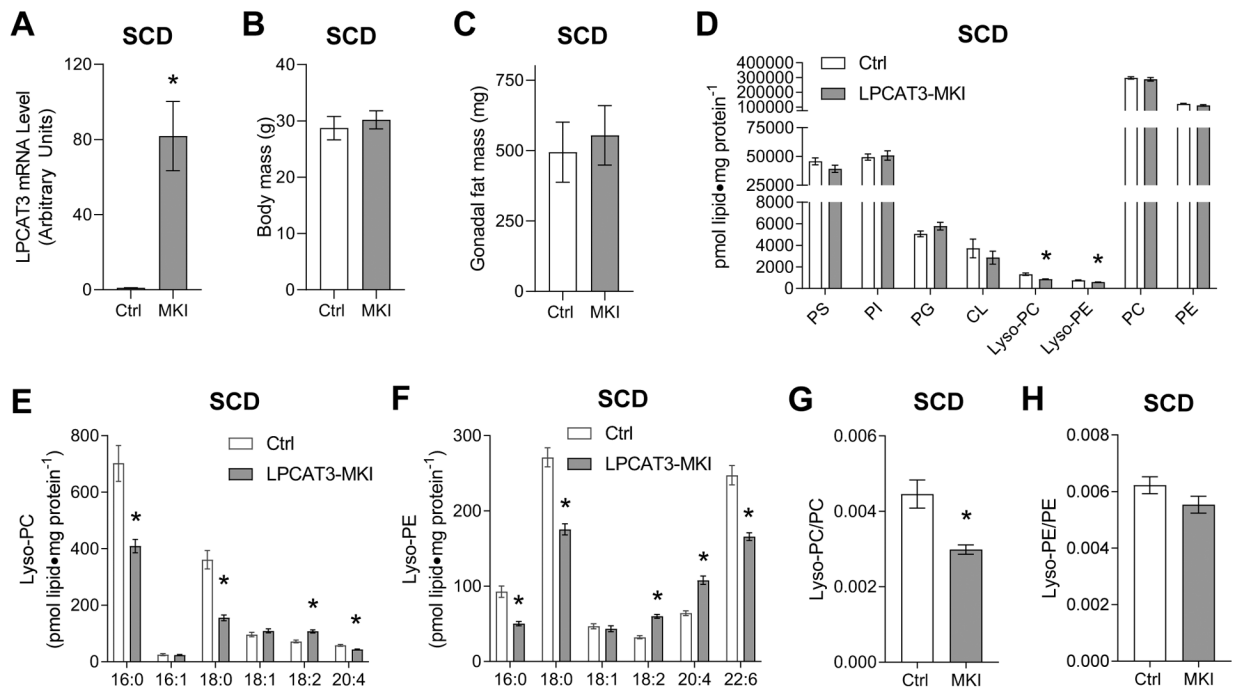 A
SCD
LPCAT3 mRNA Level
(Arbitrary Units)
120
80
40
0
*
Ctrl MKI
B
SCD
Body mass (g)
40
30
20
10
0
Ctrl MKI
C
SCD
Gonadal fat mass (mg)
750
500
250
0
Ctrl MKI
D
SCD
pmol lipid•mg protein⁻¹
400000
300000
200000
100000
75000
50000
25000
8000
6000
4000
2000
0
Ctrl
LPCAT3-MKI
* *
PS PI PG CL Lyso-PC Lyso-PE PC PE
E
SCD
Lyso-PC
(pmol lipid•mg protein⁻¹)
800
600
400
200
0
Ctrl
LPCAT3-MKI
* * * *
16:0 16:1 18:0 18:1 18:2 20:4
F
SCD
Lyso-PE
(pmol lipid•mg protein⁻¹)
300
200
100
0
Ctrl
LPCAT3-MKI
* * * * *
16:0 18:0 18:1 18:2 20:4 22:6
G
SCD
Lyso-PC/PC
0.006
0.004
0.002
0.000
*
Ctrl MKI
H
SCD
Lyso-PE/PE
0.008
0.006
0.004
0.002
0.000
Ctrl MKI